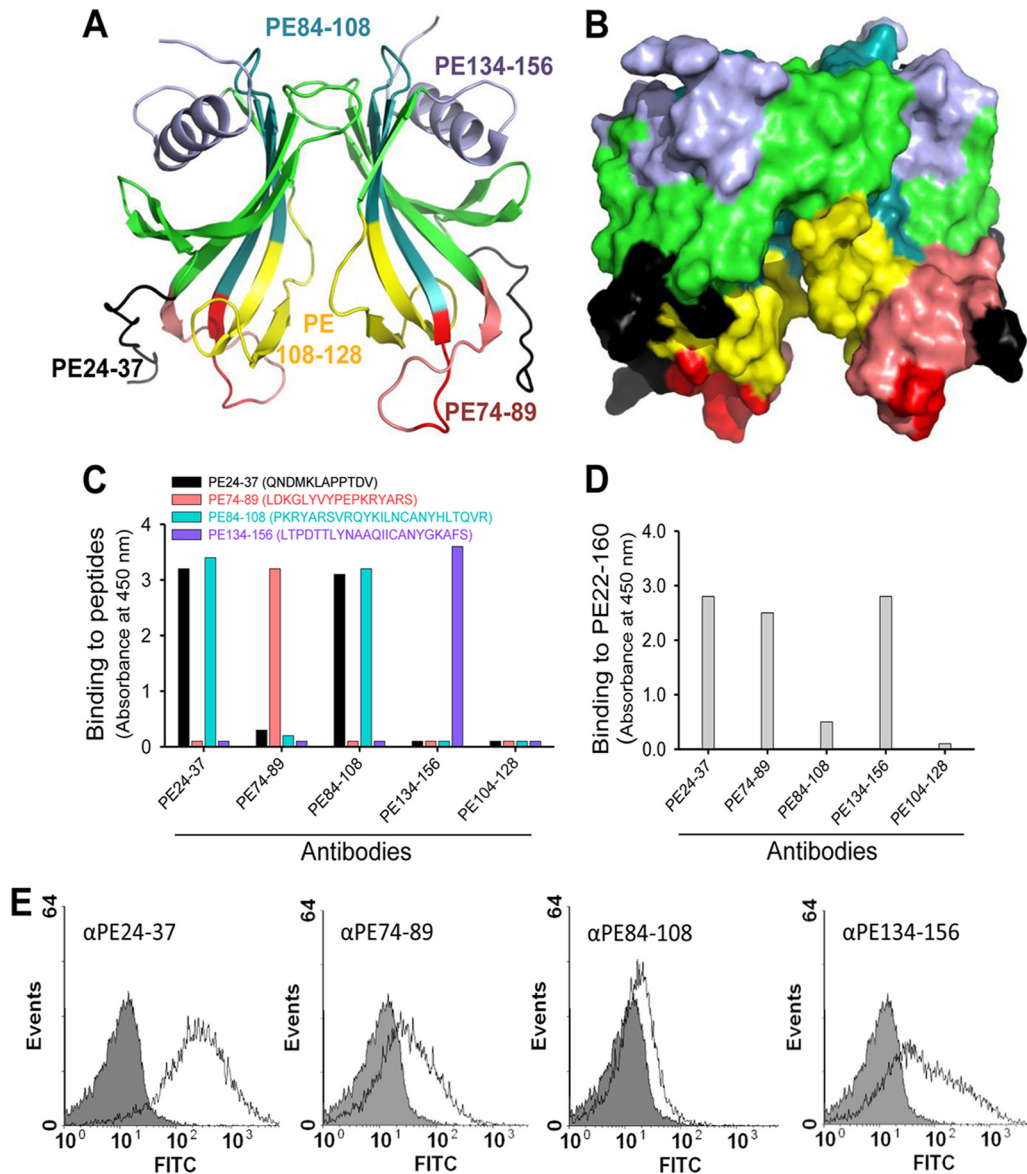 A
PE84-108
PE134-156
PE24-37
PE
108-128
PE74-89
B
C
PE24-37 (QNDMKLAPPTDV)
PE74-89 (LDKGLYVYPEPKRYARS)
PE84-108 (PKRYARSVRQYKILNCANYHLTQVR)
PE134-156 (LTPDTTLYNAAQIICANYGKAFS)
Binding to peptides
(Absorbance at 450 nm)
4
3
2
1
0
PE24-37
PE74-89
PE84-108
PE134-156
PE104-128
Antibodies
D
Binding to PE22-160
(Absorbance at 450 nm)
4.0
3.0
2.0
1.0
0.0
PE24-37
PE74-89
PE84-108
PE134-156
PE104-128
Antibodies
E
64
αPE24-37
Events
0
10⁰ 10¹ 10² 10³
FITC
64
αPE74-89
Events
0
10⁰ 10¹ 10² 10³
FITC
64
αPE84-108
Events
0
10⁰ 10¹ 10² 10³
FITC
64
αPE134-156
Events
0
10⁰ 10¹ 10² 10³
FITC